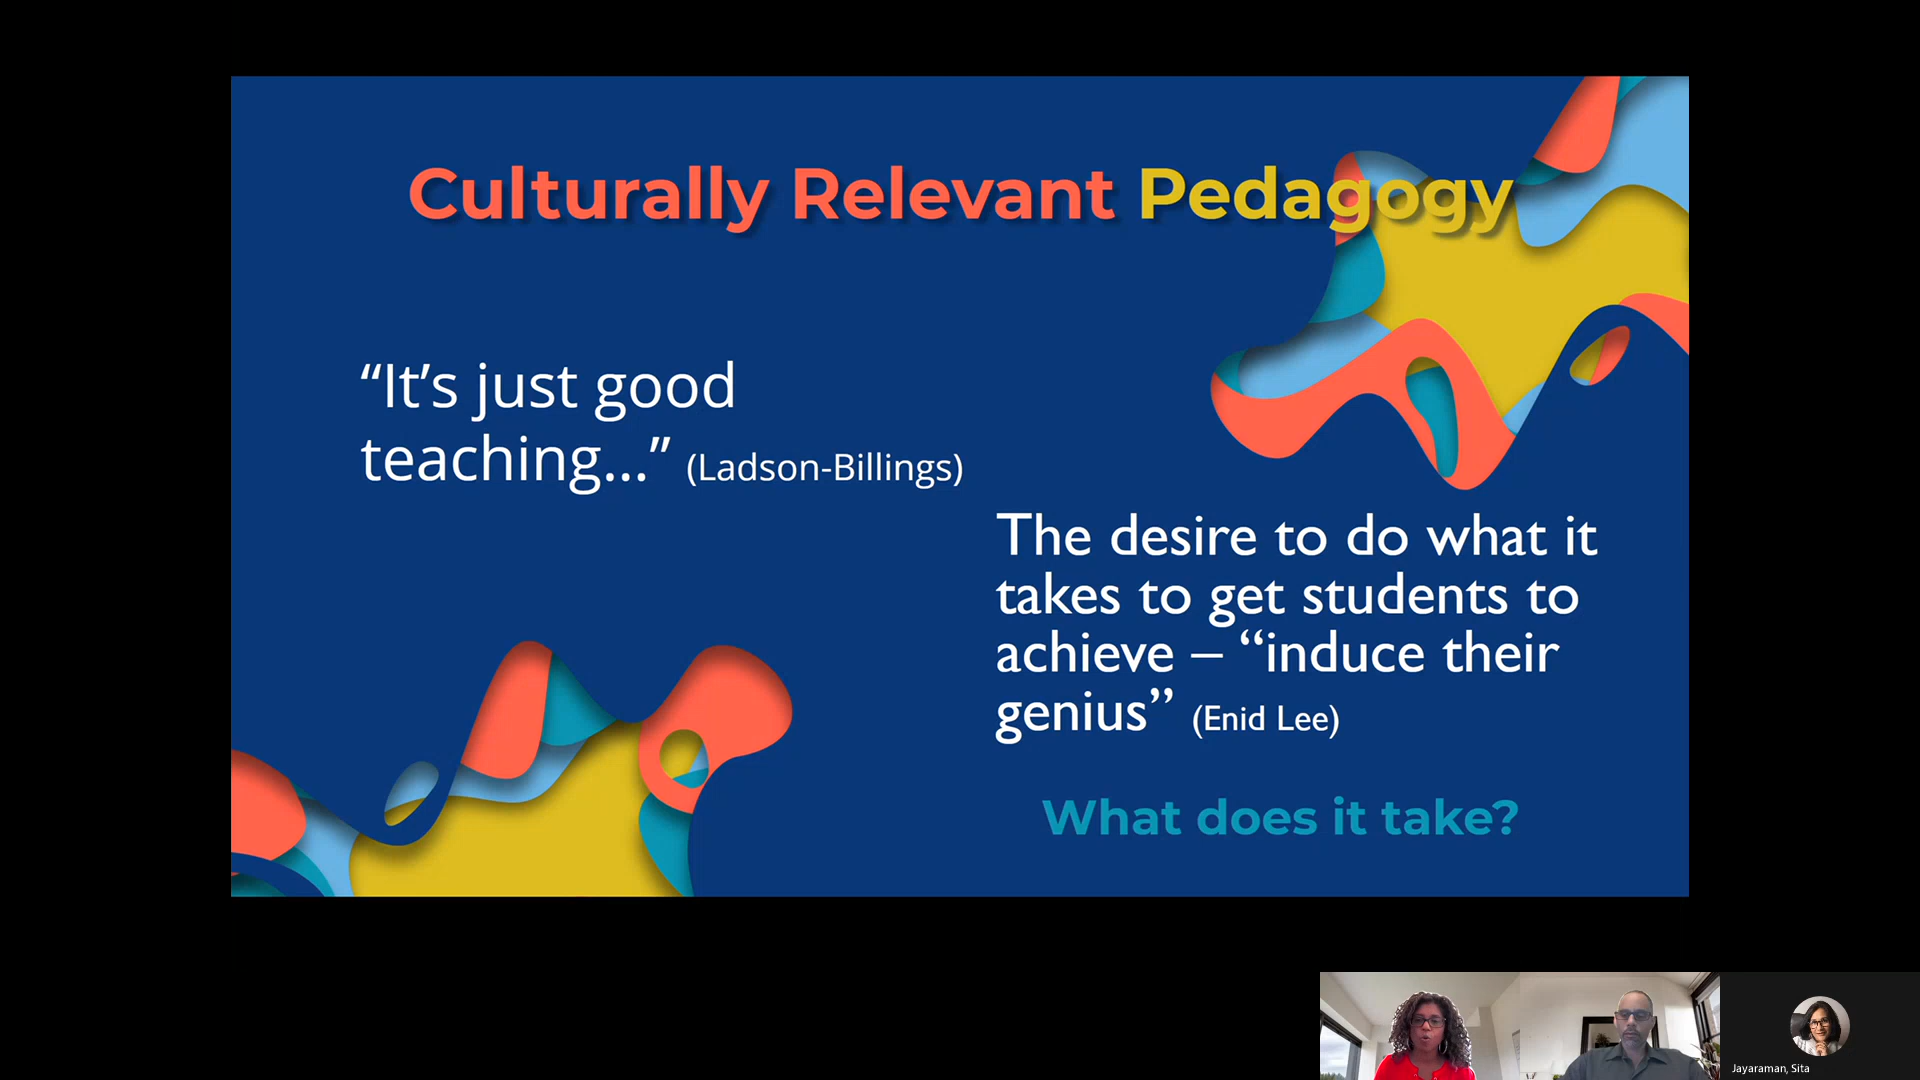 Culturally Relevant Pedagogy
“It’s just good
teaching…” (Ladson-Billings)
The desire to do what it
takes to get students to
achieve – “induce their
genius” (Enid Lee)
What does it take?
Jayaraman, Sita